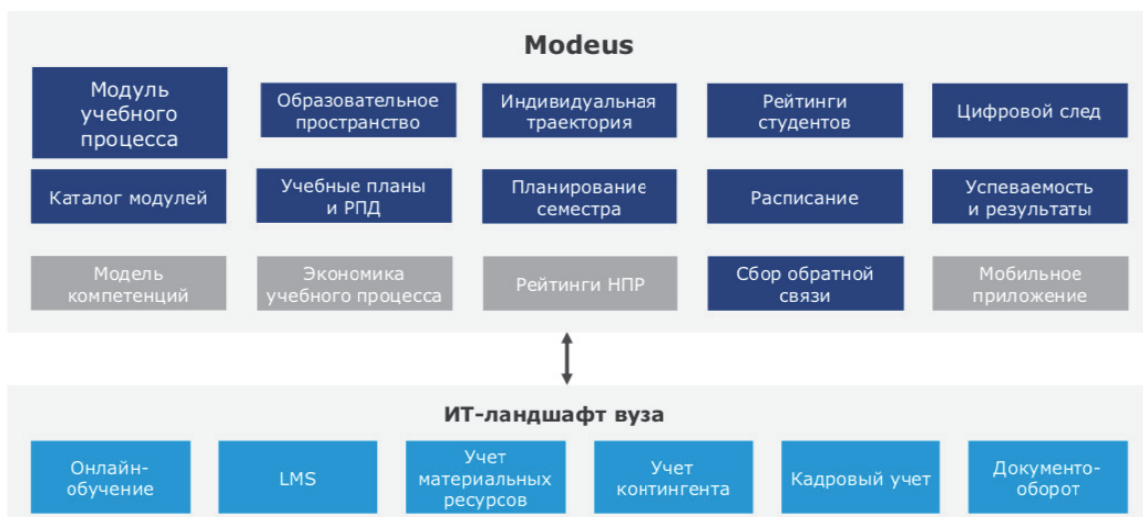 Modeus
Модуль
учебного
процесса
Образовательное
пространство
Индивидуальная
траектория
Рейтинги
студентов
Цифровой след
Каталог модулей
Учебные планы
и РПД
Планирование
семестра
Расписание
Успеваемость
и результаты
Модель
компетенций
Экономика
учебного процесса
Рейтинги НПР
Сбор обратной
связи
Мобильное
приложение
ИТ-ландшафт вуза
Онлайн-
обучение
LMS
Учет
материальных
ресурсов
Учет
контингента
Кадровый учет
Документо-
оборот